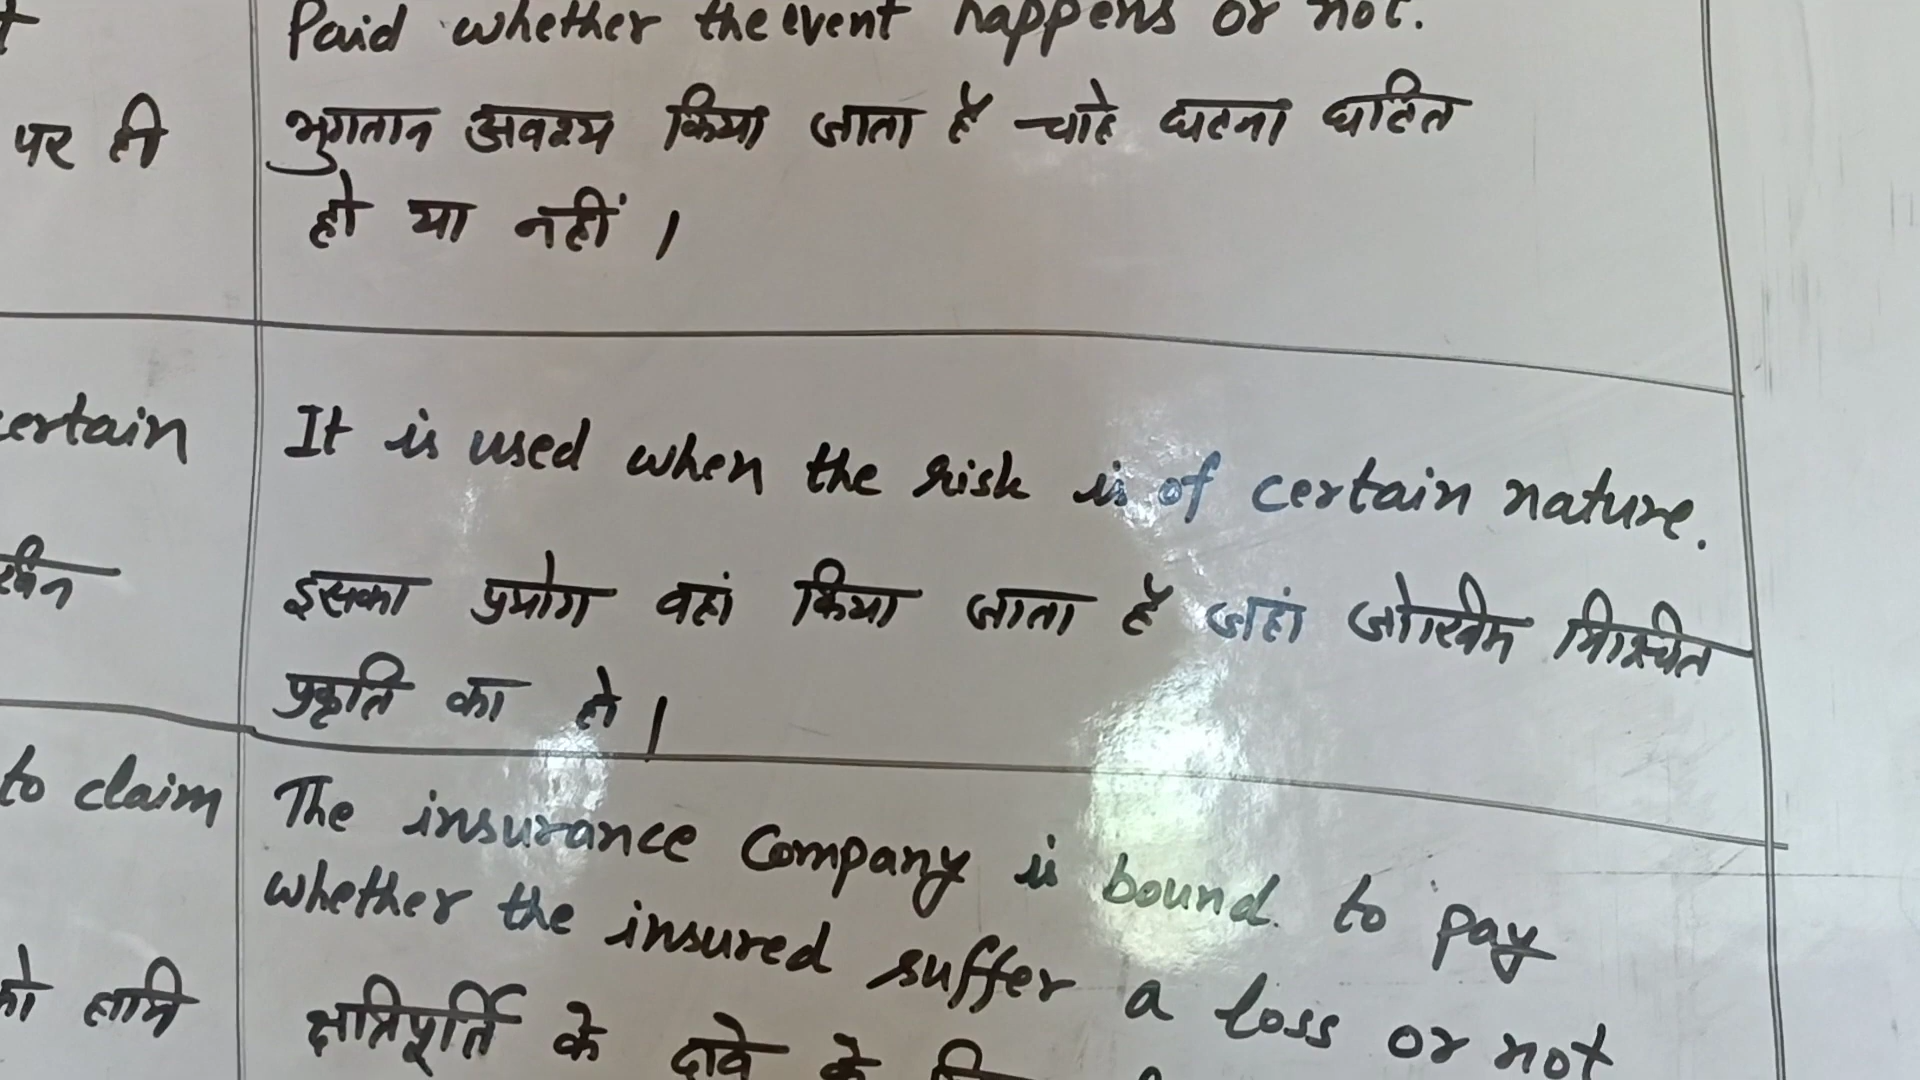 Paid whether the event happens or not.
पर ही
भुगतान अवश्य किया जाता है चाहे घटना घटित
हो या नहीं ।
ertain
It is used when the risk is of certain nature.
इसका प्रयोग वहां किया जाता है जहां जोखिम निश्चित
प्रकृति का हो ।
to claim
The insurance Company is bound to pay
whether the insured suffer a loss or not
को हानि
क्षतिपूर्ति के दावे के